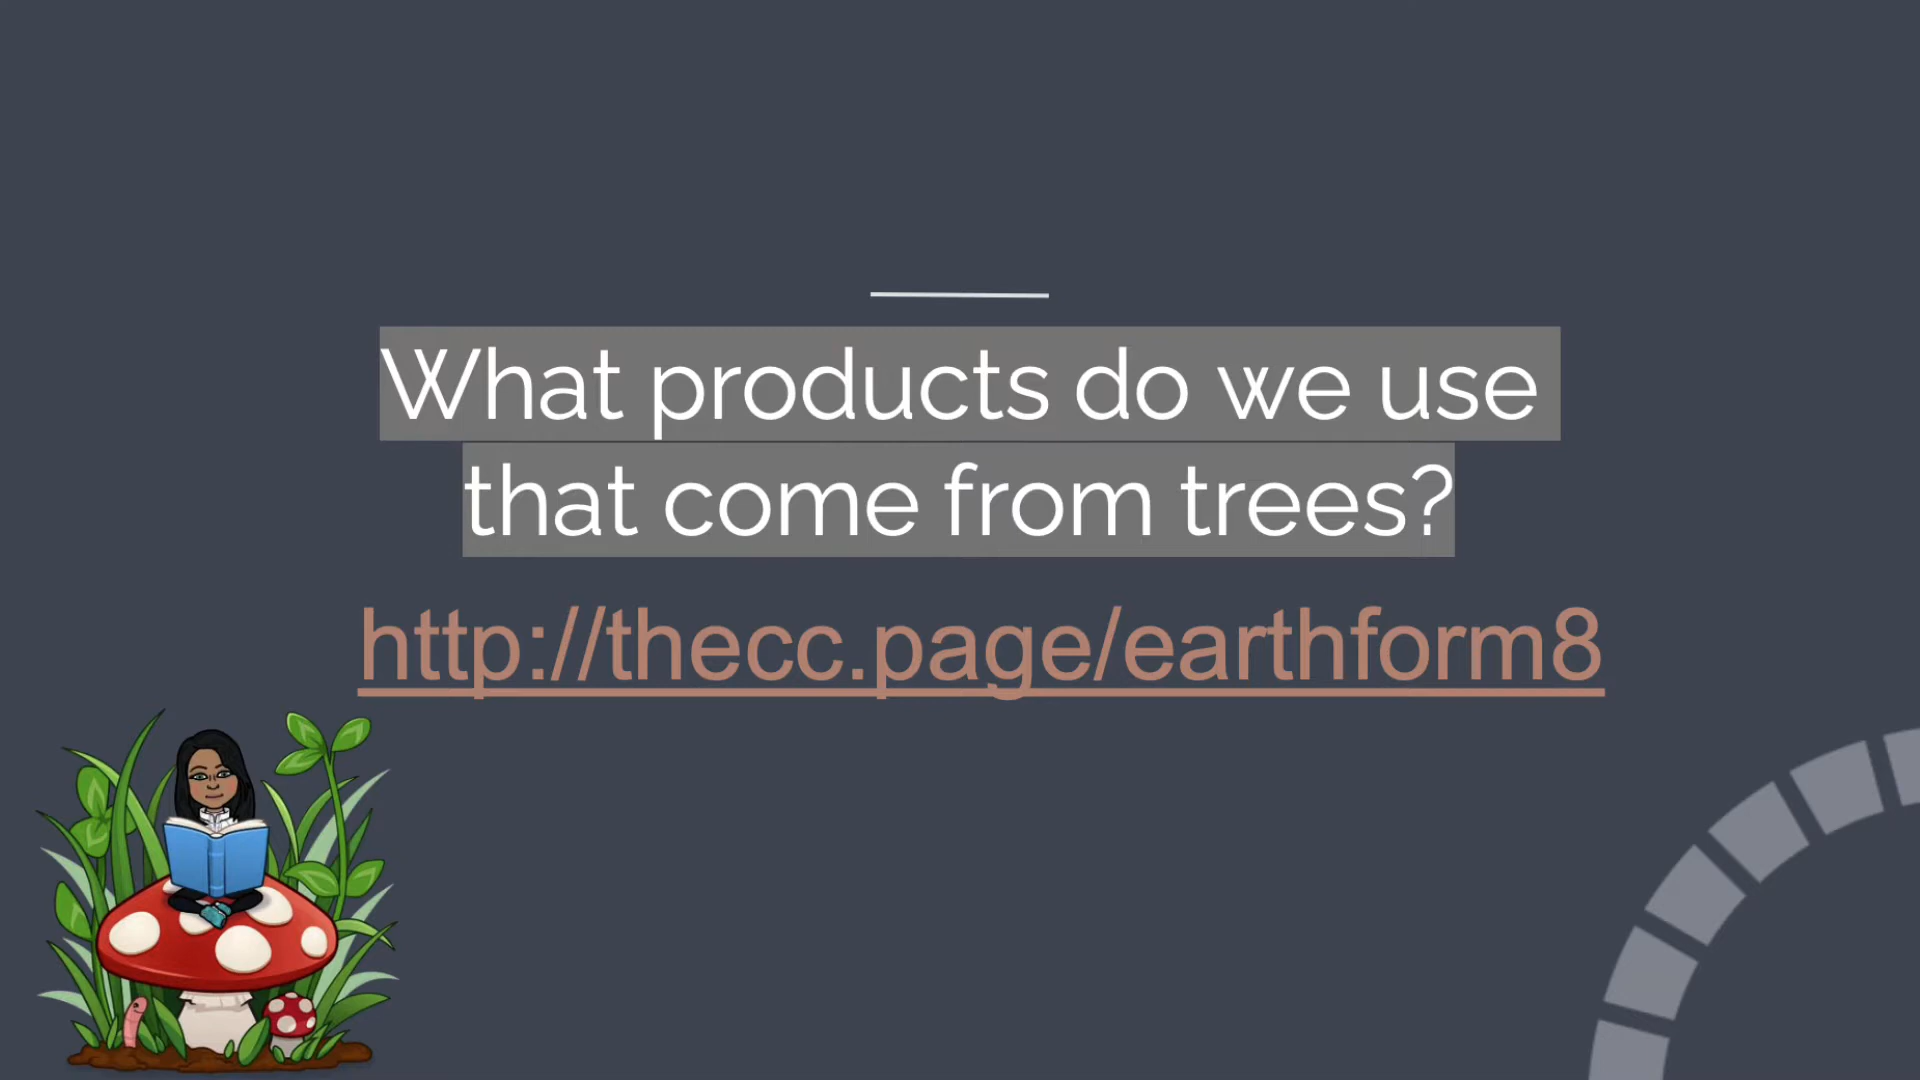 What products do we use
that come from trees?
http://thecc.page/earthform8